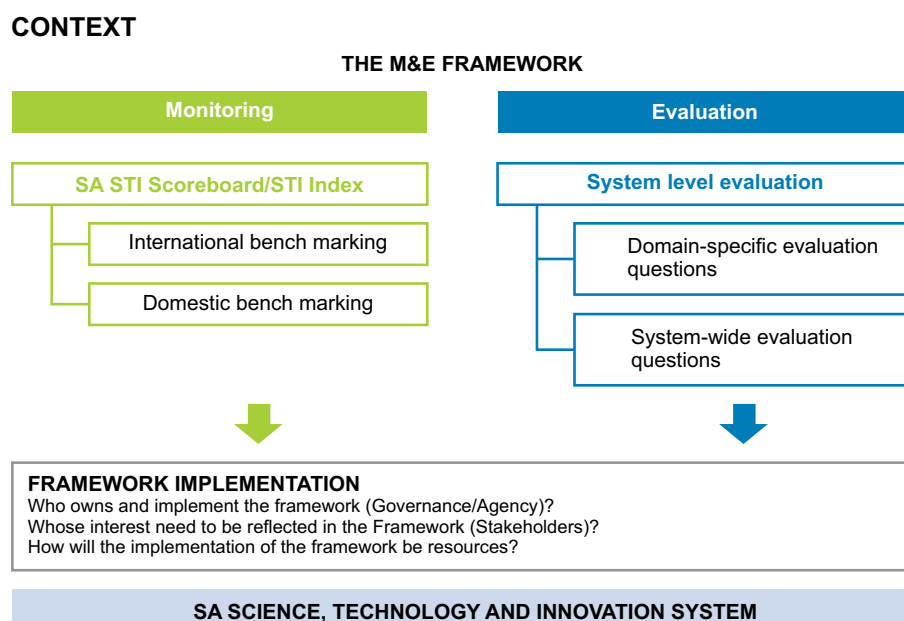 CONTEXT
THE M&E FRAMEWORK
Monitoring
SA STI Scoreboard/STI Index
International bench marking
Domestic bench marking
Evaluation
System level evaluation
Domain-specific evaluation
questions
System-wide evaluation
questions
FRAMEWORK IMPLEMENTATION
Who owns and implement the framework (Governance/Agency)?
Whose interest need to be reflected in the Framework (Stakeholders)?
How will the implementation of the framework be resources?
SA SCIENCE, TECHNOLOGY AND INNOVATION SYSTEM